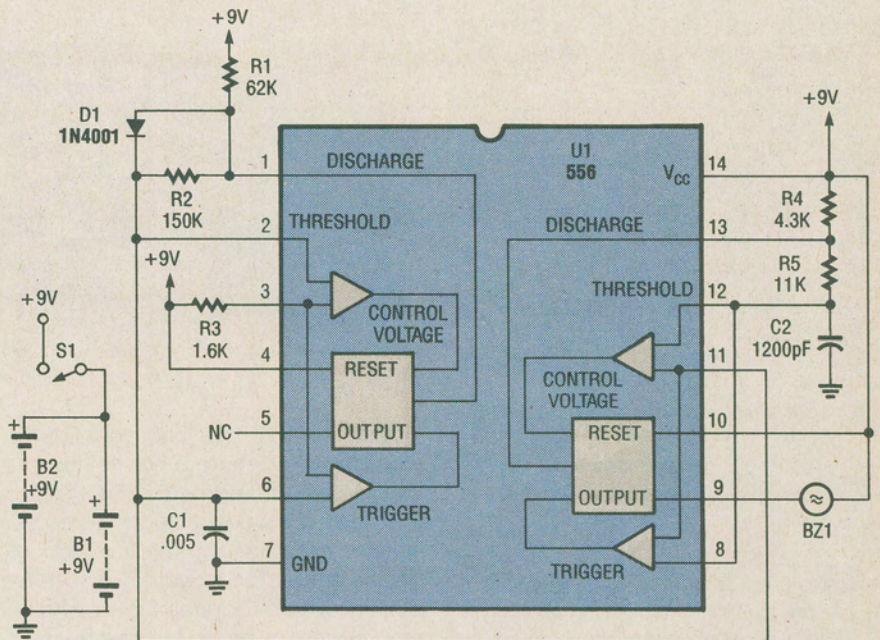 +9V
R1
62K
D1
1N4001
R2
150K
+9V
R3
1.6K
+9V
S1
NC
B2
+9V
B1
+9V
C1
.005
1
2
3
4
5
6
7
DISCHARGE
THRESHOLD
CONTROL
VOLTAGE
RESET
OUTPUT
TRIGGER
GND
U1
556
VCC
DISCHARGE
THRESHOLD
CONTROL
VOLTAGE
RESET
OUTPUT
TRIGGER
14
13
12
11
10
9
8
+9V
R4
4.3K
R5
11K
C2
1200pF
BZ1
+
+